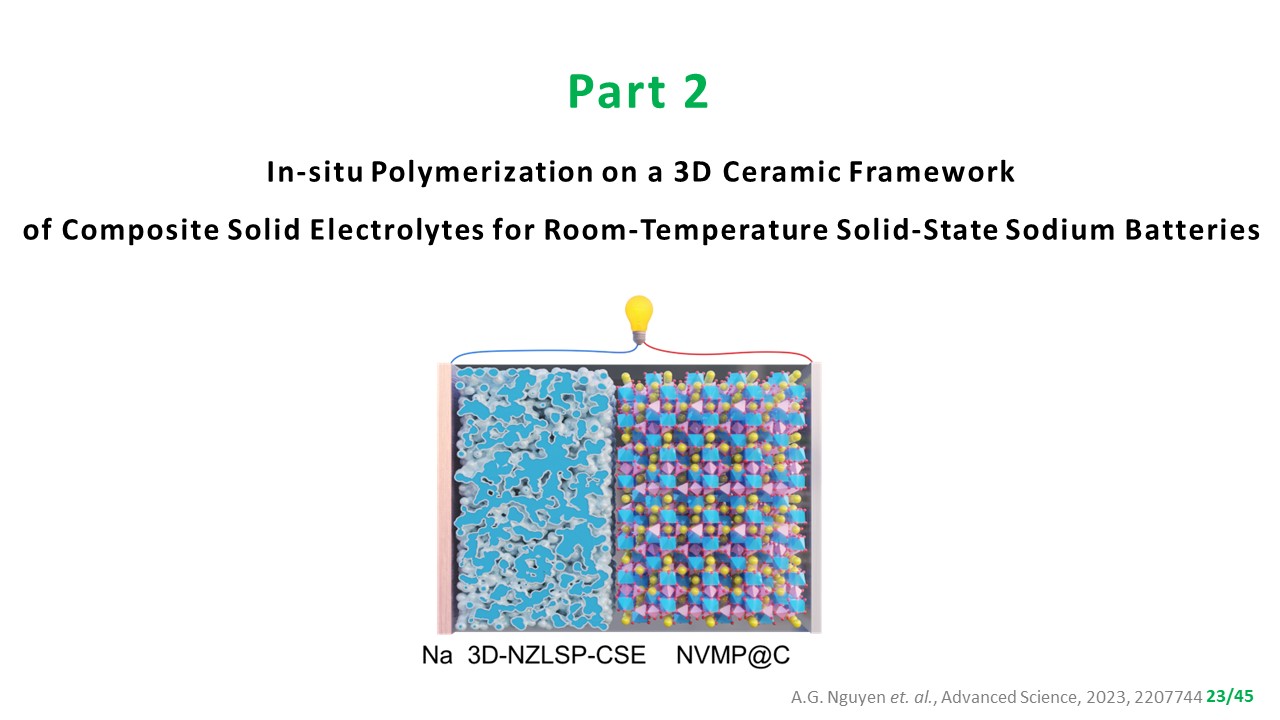 Part 2
In-situ Polymerization on a 3D Ceramic Framework
of Composite Solid Electrolytes for Room-Temperature Solid-State Sodium Batteries
Na 3D-NZLSP-CSE NVMP@C
A.G. Nguyen et. al., Advanced Science, 2023, 2207744 23/45